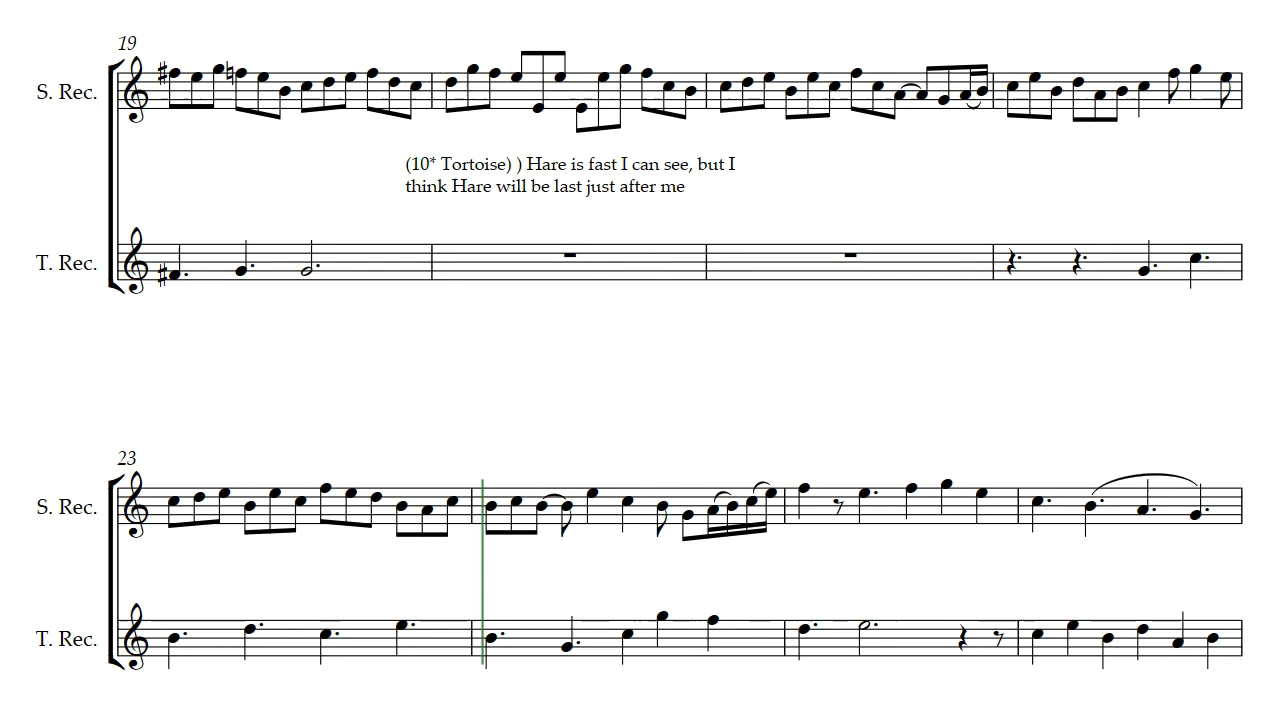 19
S. Rec.
(10* Tortoise) ) Hare is fast I can see, but I
think Hare will be last just after me
T. Rec.
23
S. Rec.
T. Rec.